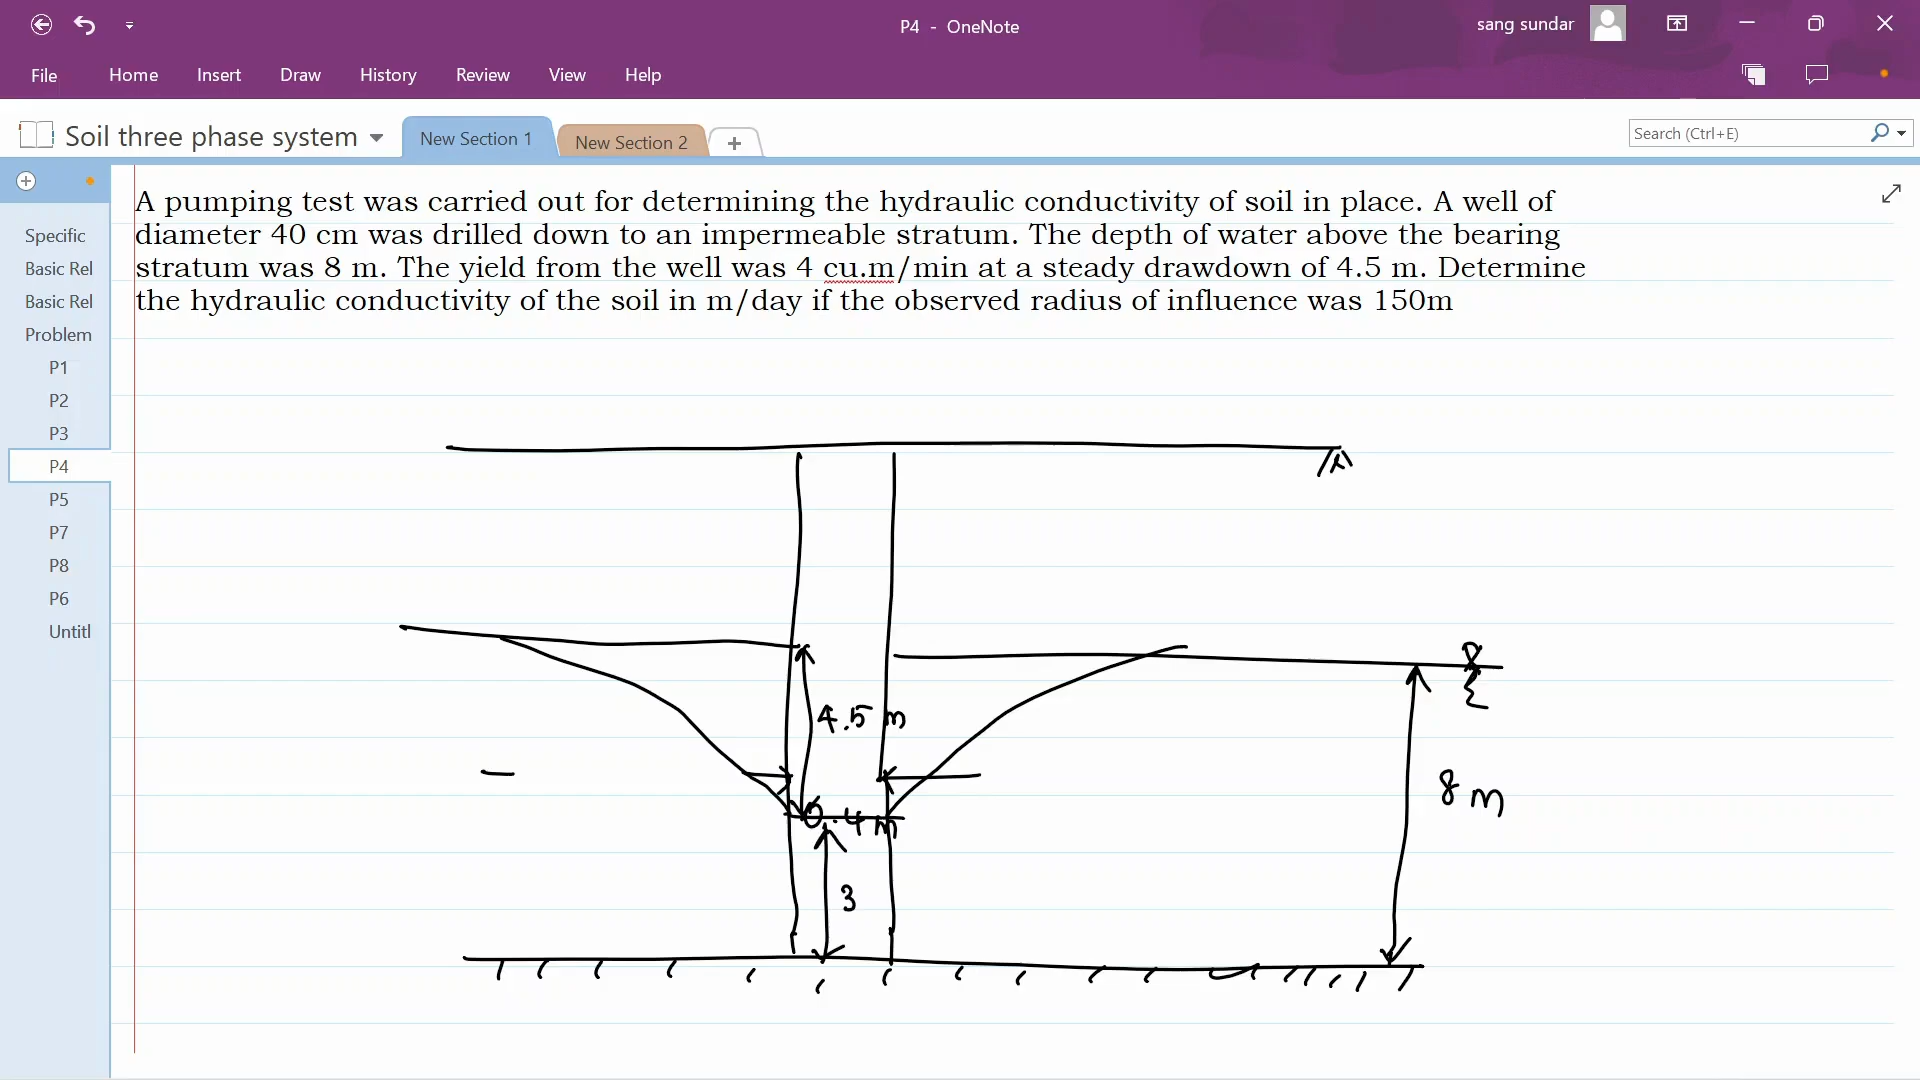 P4 - OneNote
sang sundar
File Home Insert Draw History Review View Help
Soil three phase system
New Section 1
New Section 2
Search (Ctrl+E)
A pumping test was carried out for determining the hydraulic conductivity of soil in place. A well of
diameter 40 cm was drilled down to an impermeable stratum. The depth of water above the bearing
stratum was 8 m. The yield from the well was 4 cu.m/min at a steady drawdown of 4.5 m. Determine
the hydraulic conductivity of the soil in m/day if the observed radius of influence was 150m
Specific
Basic Rel
Basic Rel
Problem
P1
P2
P3
P4
P5
P7
P8
P6
Untitl
4.5 m
0.4 m
8 m
3